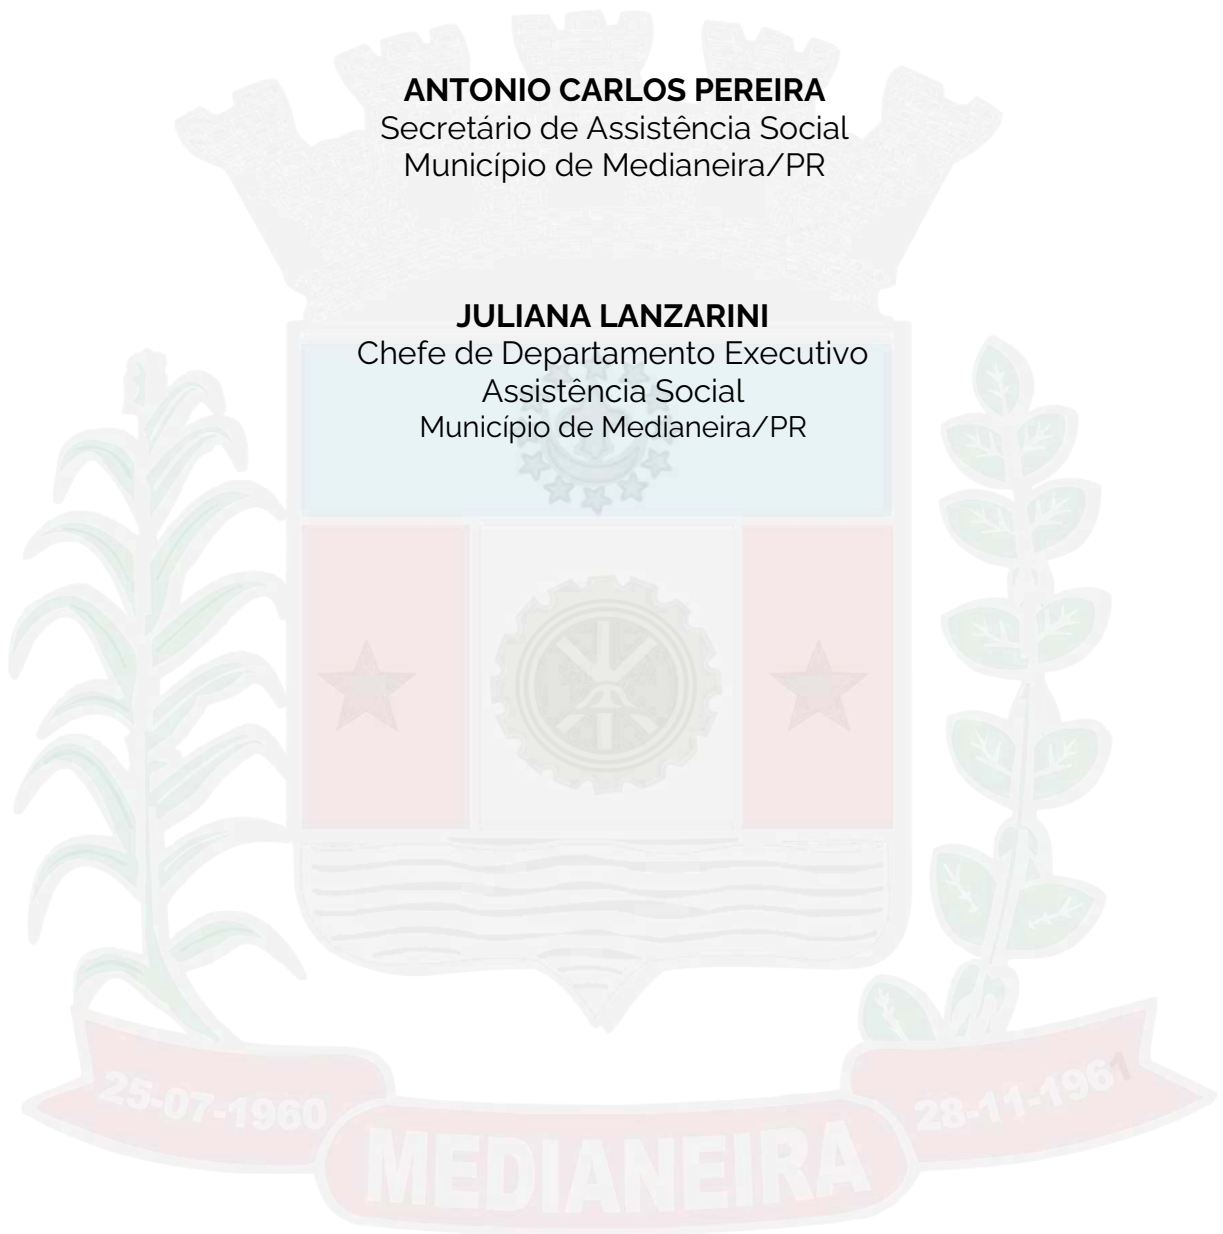 ANTONIO CARLOS PEREIRA
Secretário de Assistência Social
Município de Medianeira/PR
JULIANA LANZARINI
Chefe de Departamento Executivo
Assistência Social
Município de Medianeira/PR
25-07-1960
28-11-1961
MEDIANEIRA